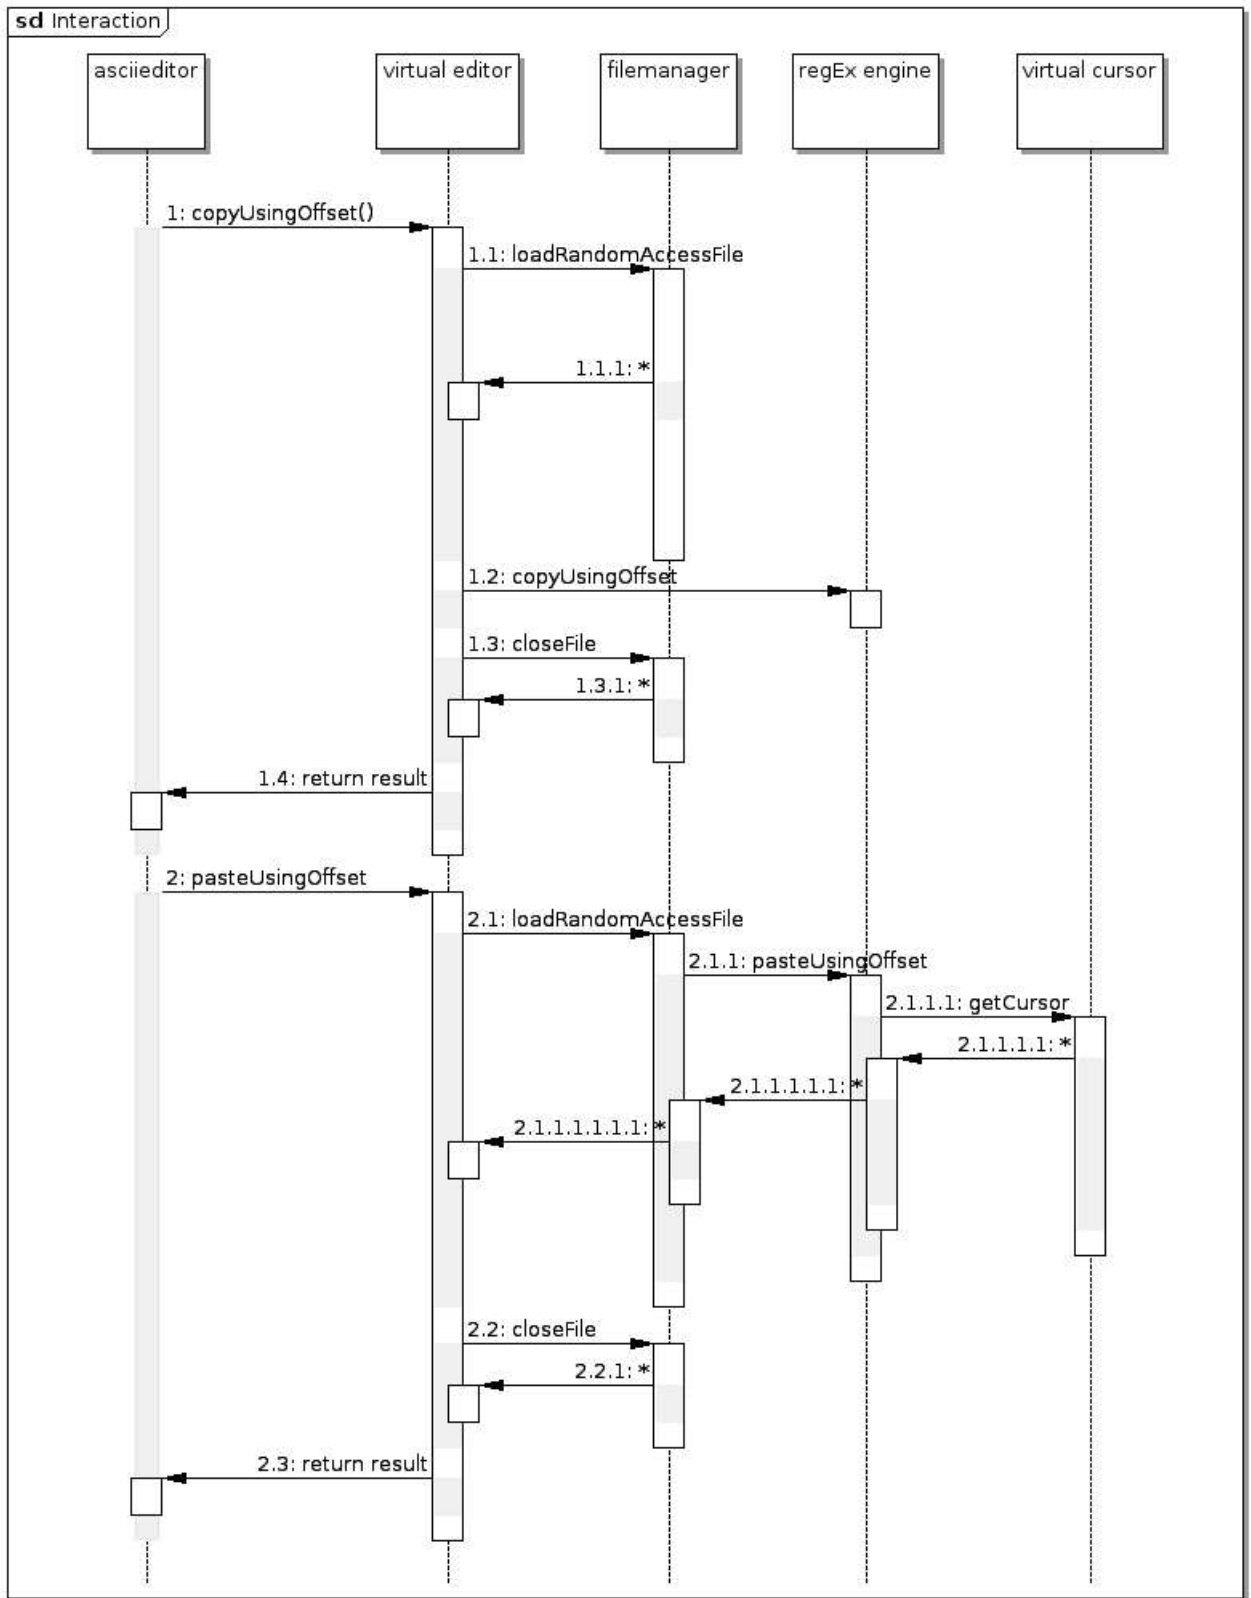 sd Interaction
asciieditor
virtual editor
filemanager
regEx engine
virtual cursor
1: copyUsingOffset()
1.1: loadRandomAccessFile
1.1.1: *
1.2: copyUsingOffset
1.3: closeFile
1.3.1: *
1.4: return result
2: pasteUsingOffset
2.1: loadRandomAccessFile
2.1.1: pasteUsingOffset
2.1.1.1: getCursor
2.1.1.1.1: *
2.1.1.1.1.1: *
2.1.1.1.1.1.1: *
2.2: closeFile
2.2.1: *
2.3: return result